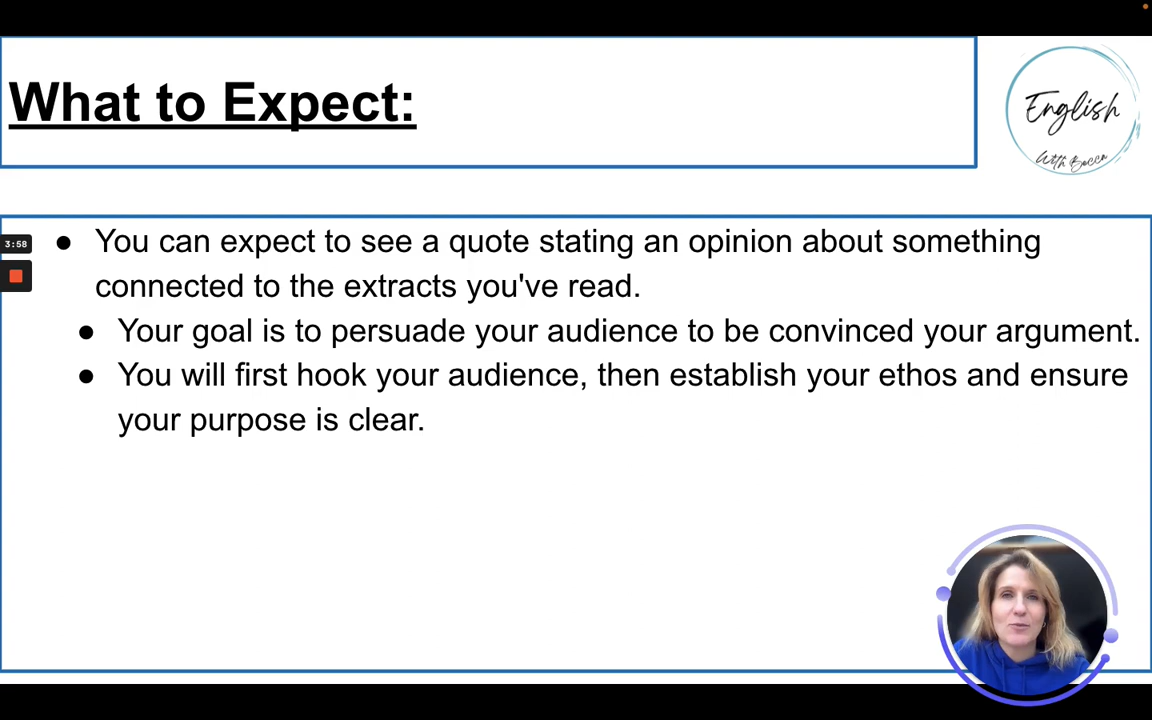 What to Expect:
English
With Becca
3:58
● You can expect to see a quote stating an opinion about something
connected to the extracts you've read.
● Your goal is to persuade your audience to be convinced your argument.
● You will first hook your audience, then establish your ethos and ensure
your purpose is clear.